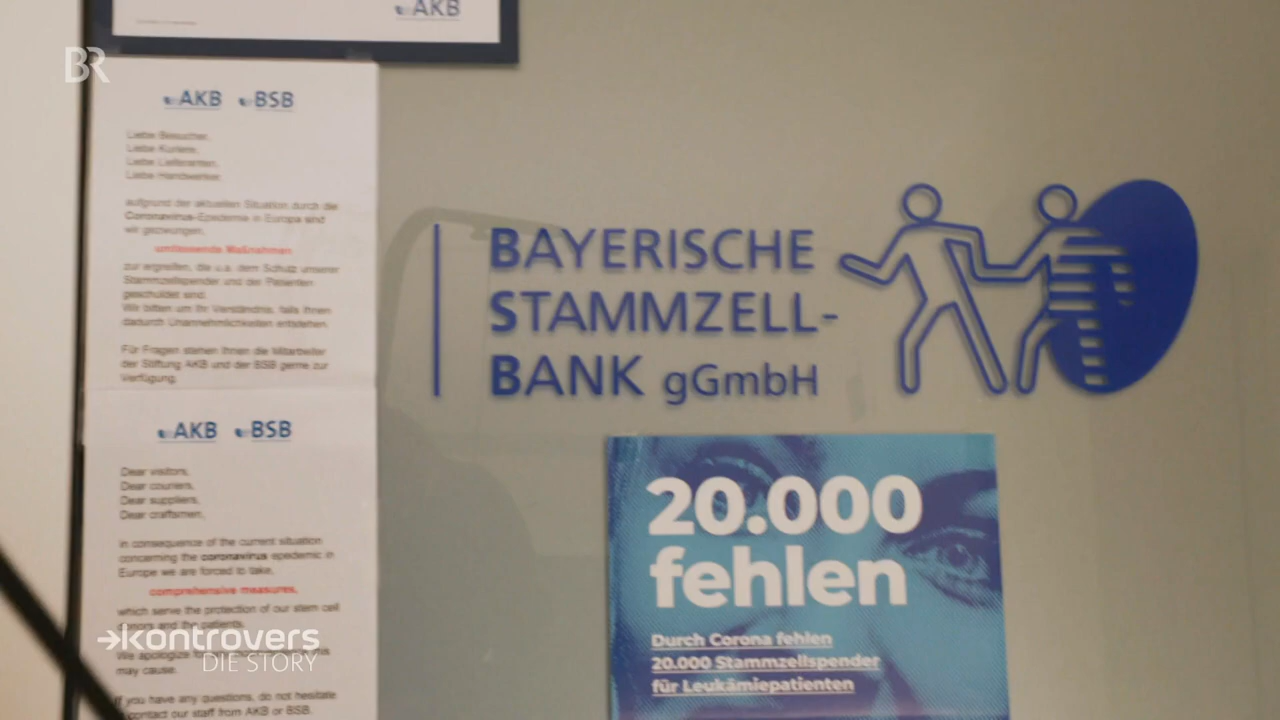 AKB
BR
AKB BSB
Liebe Besucher,
Liebe Kuriere,
Liebe Lieferanten,
Liebe Handwerker
aufgrund der aktuellen Situation durch die
Coronavirus-Epidemie in Europa sind
wir gezwungen,
umfassende Maßnahmen
zu ergreifen, die u.a. dem Schutz unserer
Stammzellspender und der Patienten
geschuldet sind.
Wir bitten um Ihr Verständnis, falls Ihnen
dadurch Unannehmlichkeiten entstehen.
Für Fragen stehen Ihnen die Mitarbeiter
der Stiftung AKB und der BSB gerne zur
Verfügung.
AKB BSB
Dear visitors,
Dear couriers,
Dear suppliers,
Dear craftsmen,
in consequence of the current situation
concerning the coronavirus epedemic in
Europe we are forced to take,
comprehensive measures,
which serve the protection of our stem cell
donors and the patients.
We apologize
may cause.
If you have any questions, do not hesitate
contact our staff from AKB or BSB.
kontrovers
DIE STORY
BAYERISCHE
STAMMZELL-
BANK gGmbH
20.000
fehlen
Durch Corona fehlen
20.000 Stammzellspender
für Leukämiepatienten